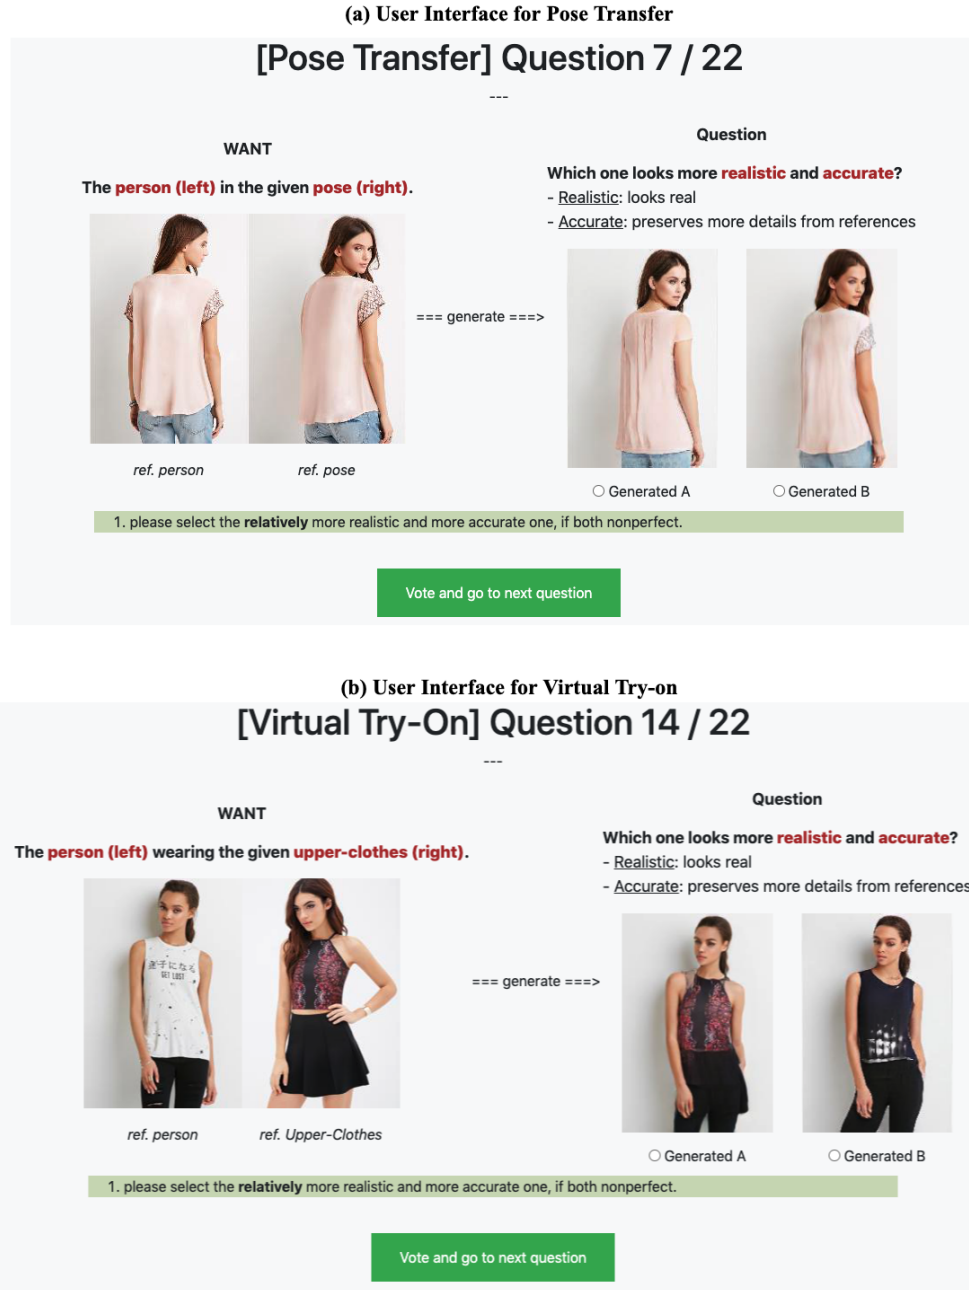 (a) User Interface for Pose Transfer
[Pose Transfer] Question 7 / 22
---
WANT
The person (left) in the given pose (right).
ref. person
ref. pose
=== generate ===>
Question
Which one looks more realistic and accurate?
- Realistic: looks real
- Accurate: preserves more details from references
Generated A
Generated B
1. please select the relatively more realistic and more accurate one, if both nonperfect.
Vote and go to next question
(b) User Interface for Virtual Try-on
[Virtual Try-On] Question 14 / 22
---
WANT
The person (left) wearing the given upper-clothes (right).
GET LOST
ref. person
ref. Upper-Clothes
=== generate ===>
Question
Which one looks more realistic and accurate?
- Realistic: looks real
- Accurate: preserves more details from references
Generated A
Generated B
1. please select the relatively more realistic and more accurate one, if both nonperfect.
Vote and go to next question